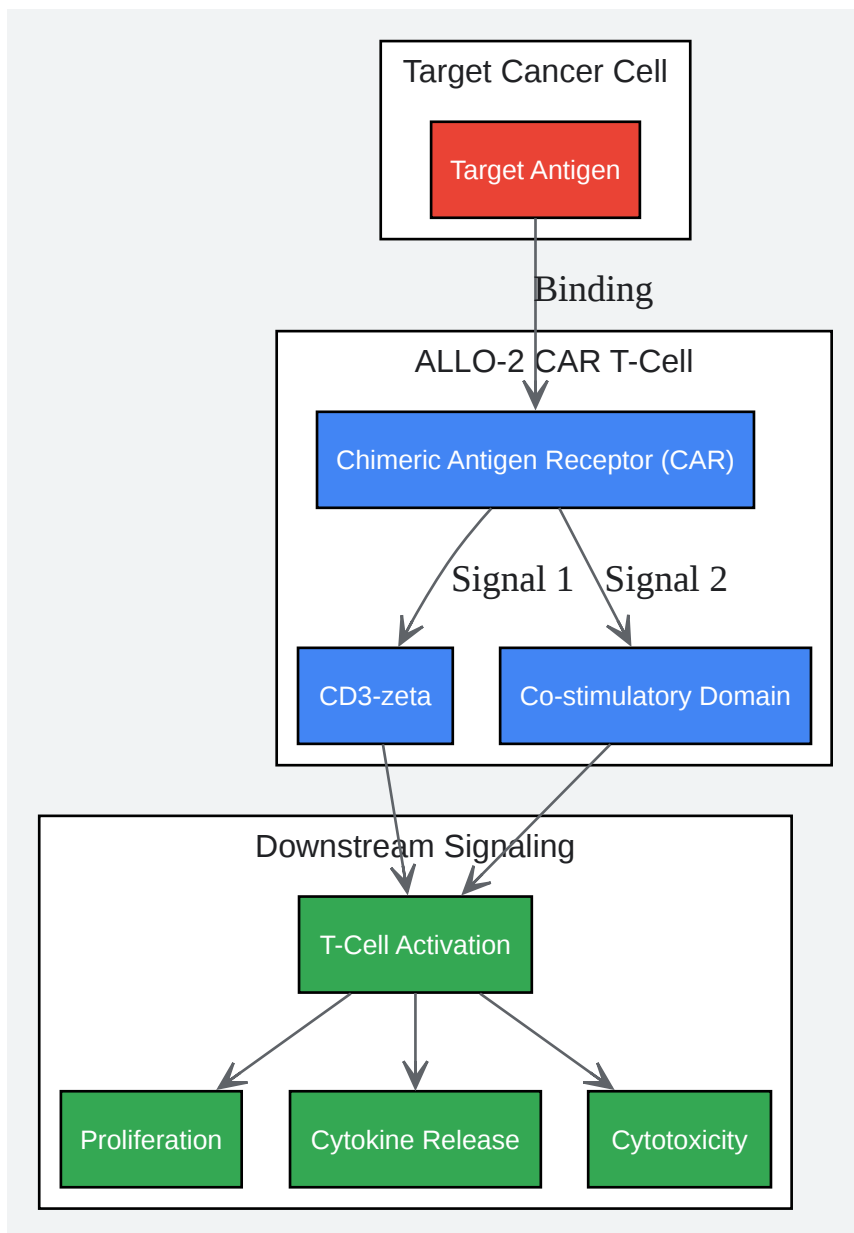 Target Cancer Cell
Target Antigen
Binding
ALLO-2 CAR T-Cell
Chimeric Antigen Receptor (CAR)
Signal 1
Signal 2
CD3-zeta
Co-stimulatory Domain
Downstream Signaling
T-Cell Activation
Proliferation
Cytokine Release
Cytotoxicity